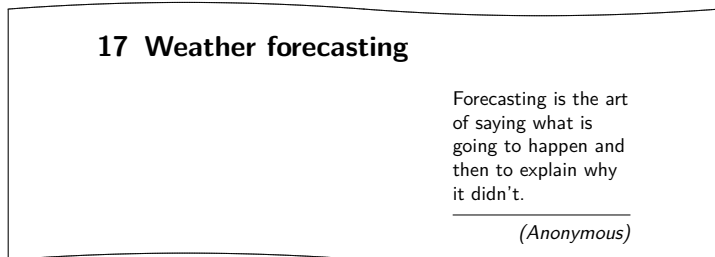 17 Weather forecasting
Forecasting is the art
of saying what is
going to happen and
then to explain why
it didn't.
(Anonymous)